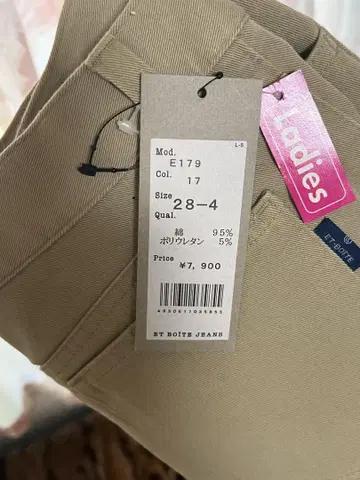 L-S
Mod.
E179
Col. 17
Size
28-4
Qual.
綿 95%
ポリウレタン 5%
Price
¥7,900
ET BOÎTE JEANS
Ladies
ET-BOÎTE